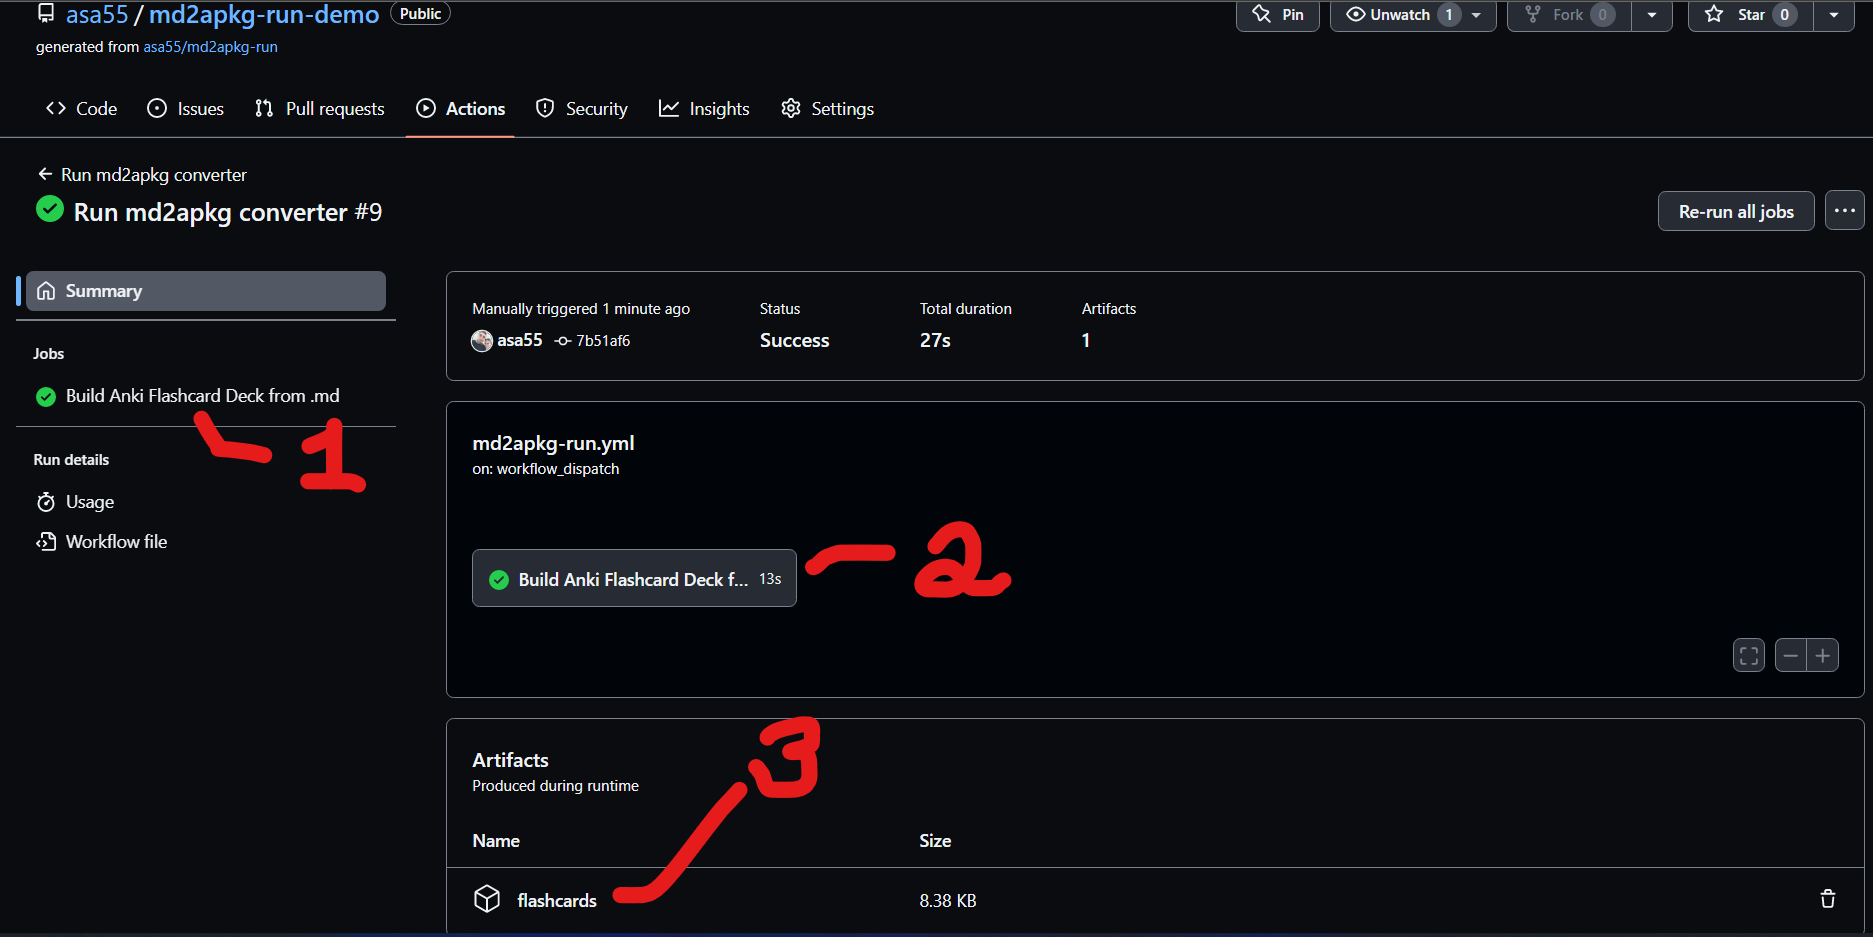 asa55 / md2apkg-run-demo Public
Pin Unwatch 1 Fork 0 Star 0
generated from asa55/md2apkg-run
Code Issues Pull requests Actions Security Insights Settings
Run md2apkg converter
Run md2apkg converter #9
Re-run all jobs
Summary
Jobs
Build Anki Flashcard Deck from .md
1
Run details
Usage
Workflow file
Manually triggered 1 minute ago Status Total duration Artifacts
asa55 7b51af6 Success 27s 1
md2apkg-run.yml
on: workflow_dispatch
Build Anki Flashcard Deck f... 13s
2
3
Artifacts
Produced during runtime
Name Size
flashcards 8.38 KB